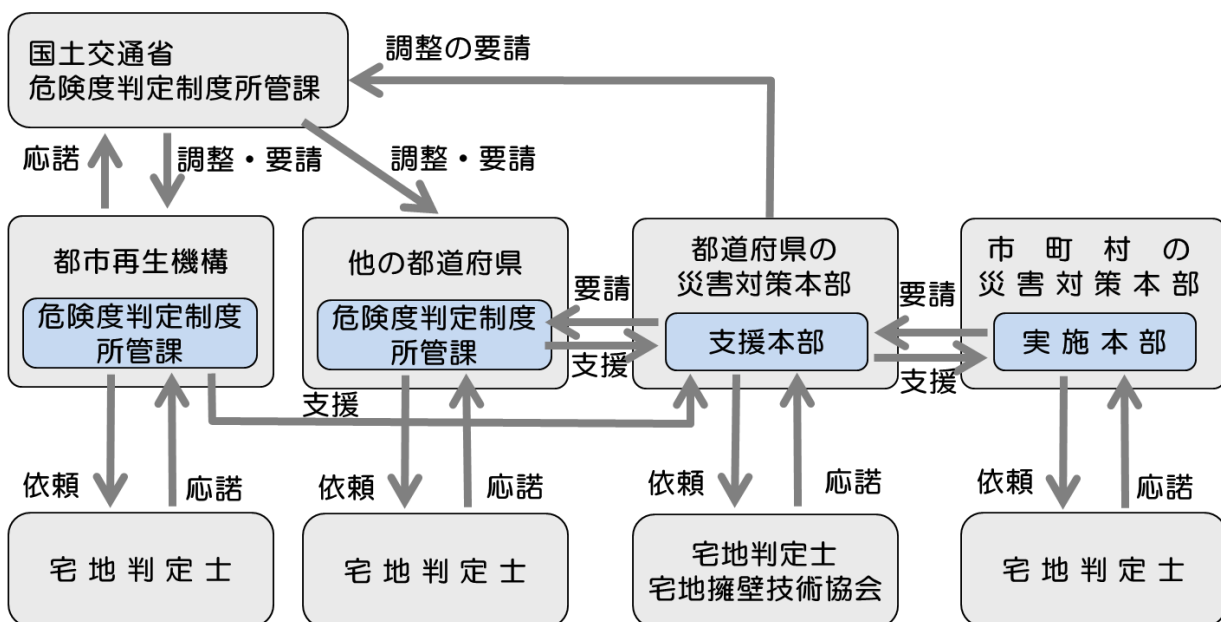 国土交通省
危険度判定制度所管課
調整の要請
応諾
調整・要請
調整・要請
都市再生機構
危険度判定制度
所管課
他の都道府県
危険度判定制度
所管課
要請
支援
都道府県の
災害対策本部
支援本部
要請
支援
市町村の
災害対策本部
実施本部
支援
依頼
応諾
依頼
応諾
依頼
応諾
依頼
応諾
宅地判定士
宅地判定士
宅地判定士
宅地擁壁技術協会
宅地判定士